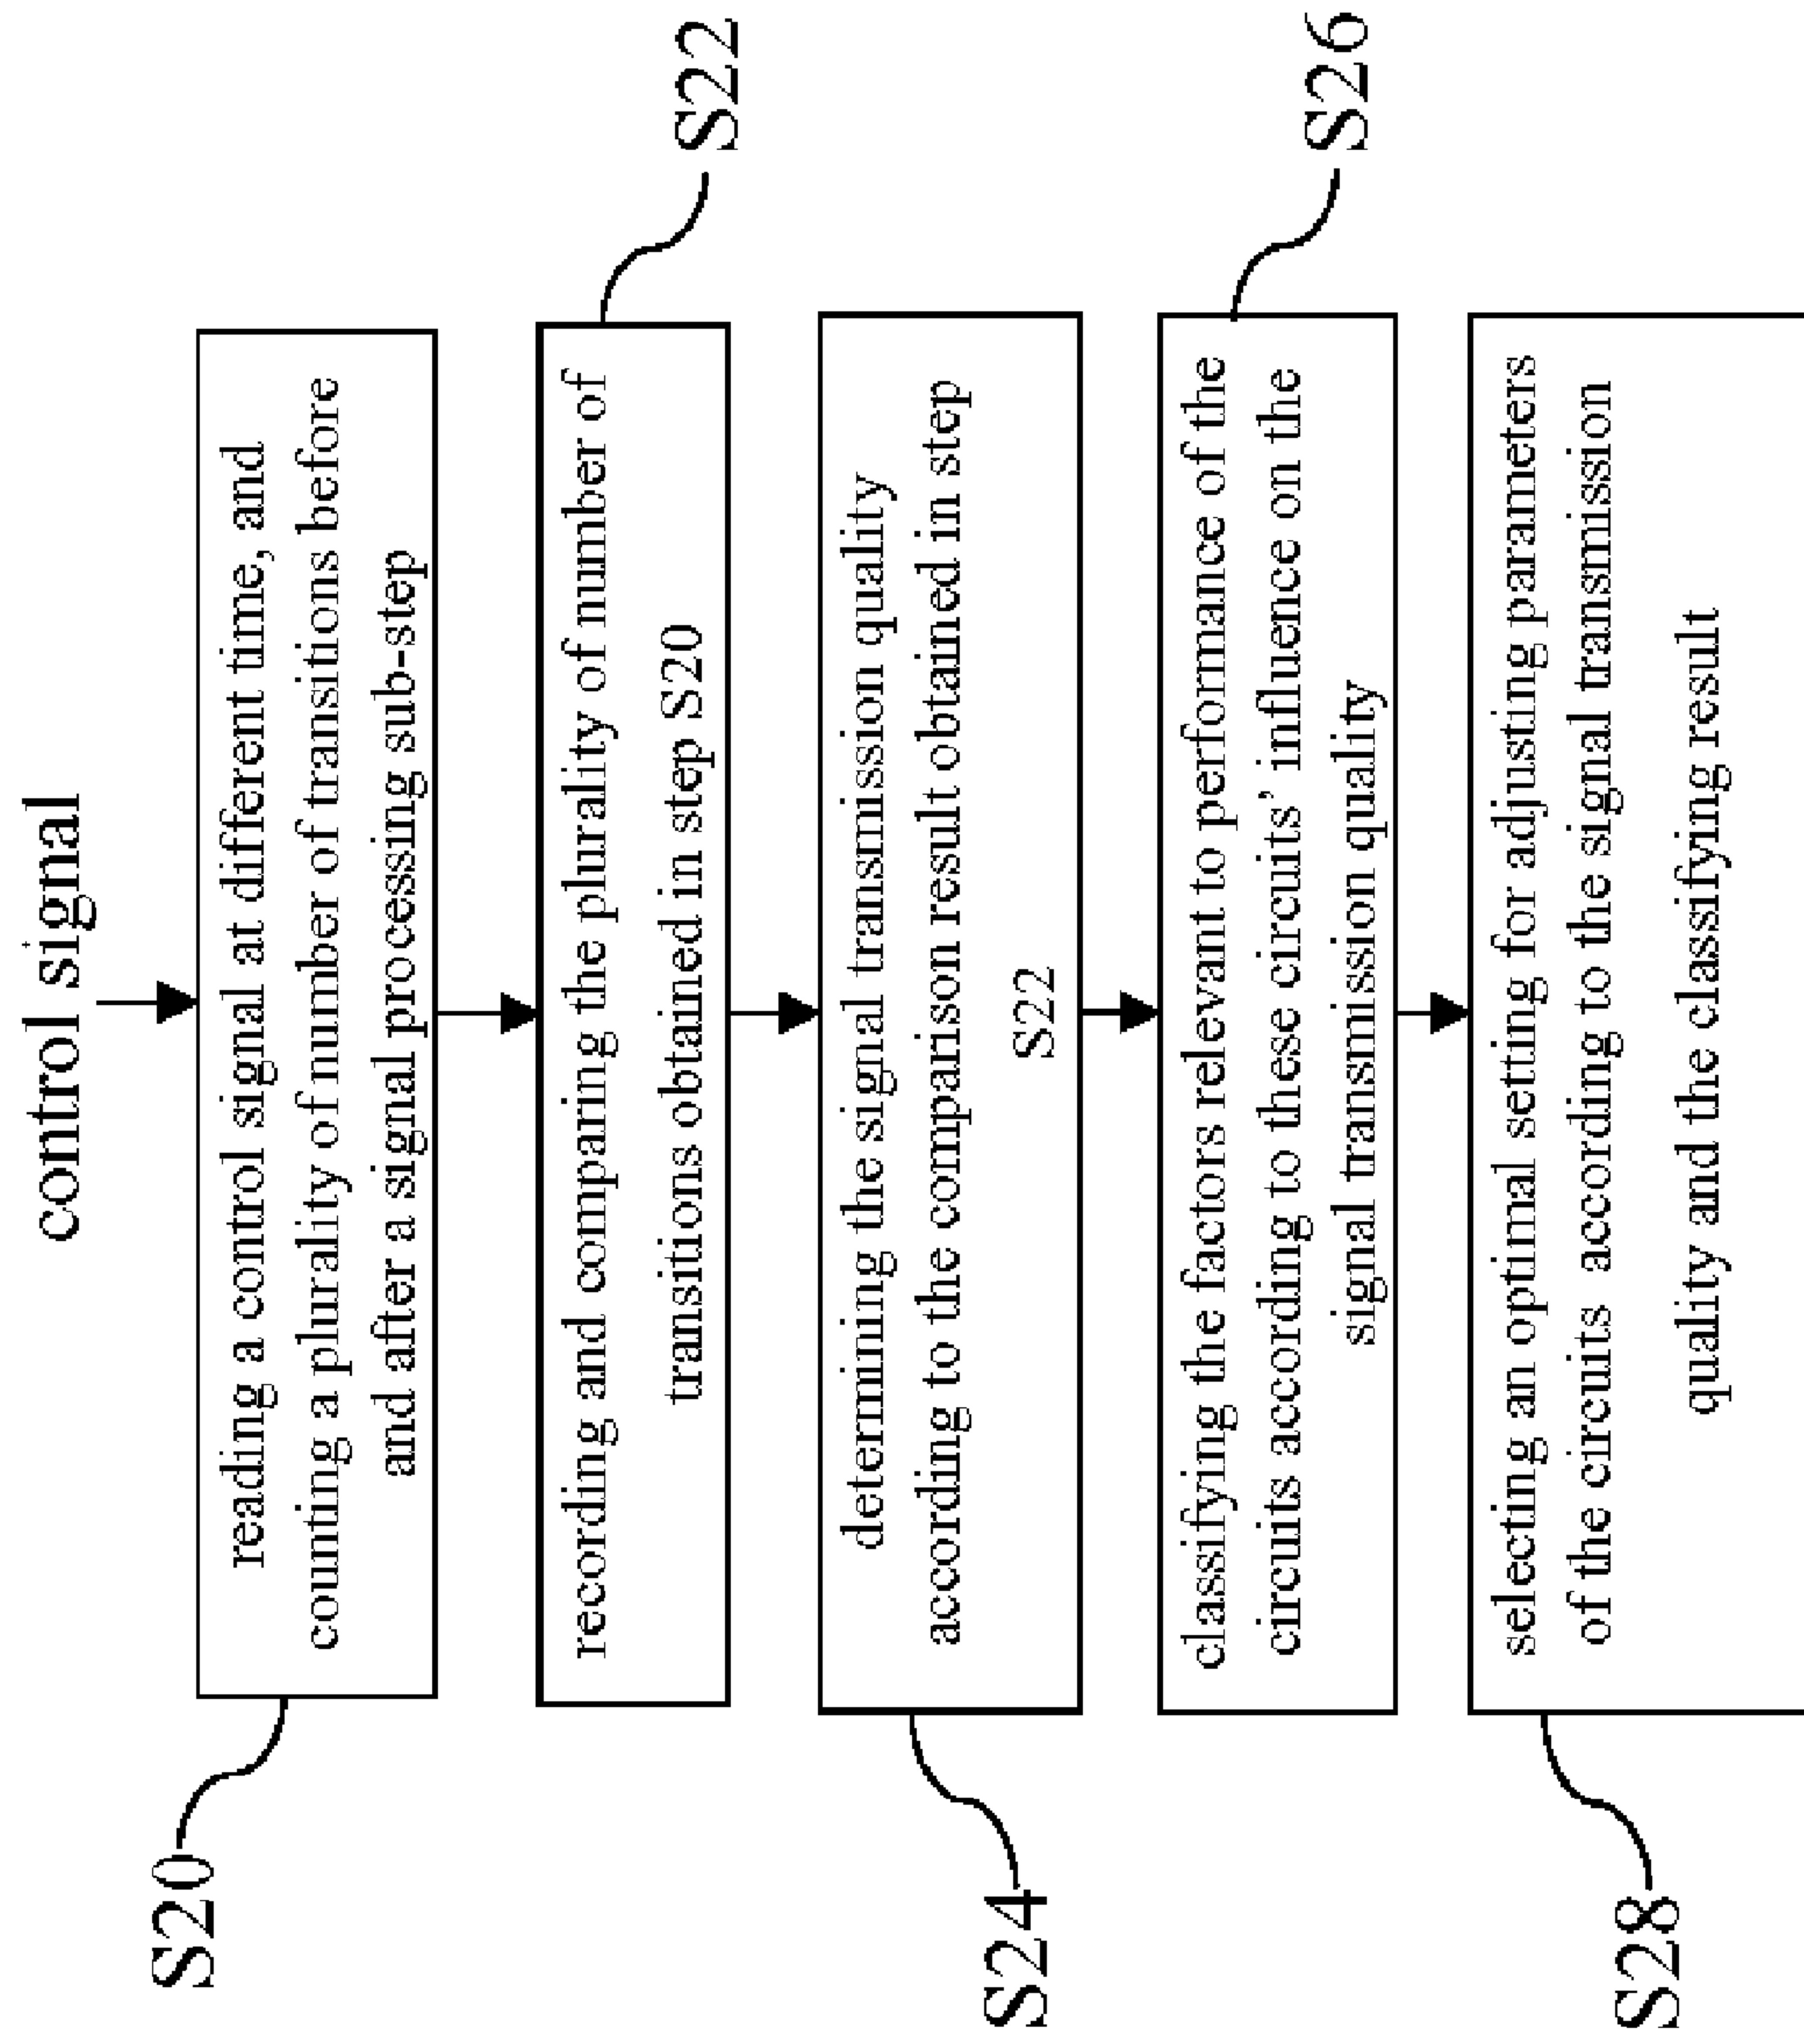 control signal
S20
reading a control signal at different time, and
counting a plurality of number of transitions before
and after a signal processing sub-step
S22
recording and comparing the plurality of number of
transitions obtained in step S20
S24
determining the signal transmission quality
according to the comparison result obtained in step
S22
S26
classifying the factors relevant to performance of the
circuits according to these circuits' influence on the
signal transmission quality
S28
selecting an optimal setting for adjusting parameters
of the circuits according to the signal transmission
quality and the classifying result